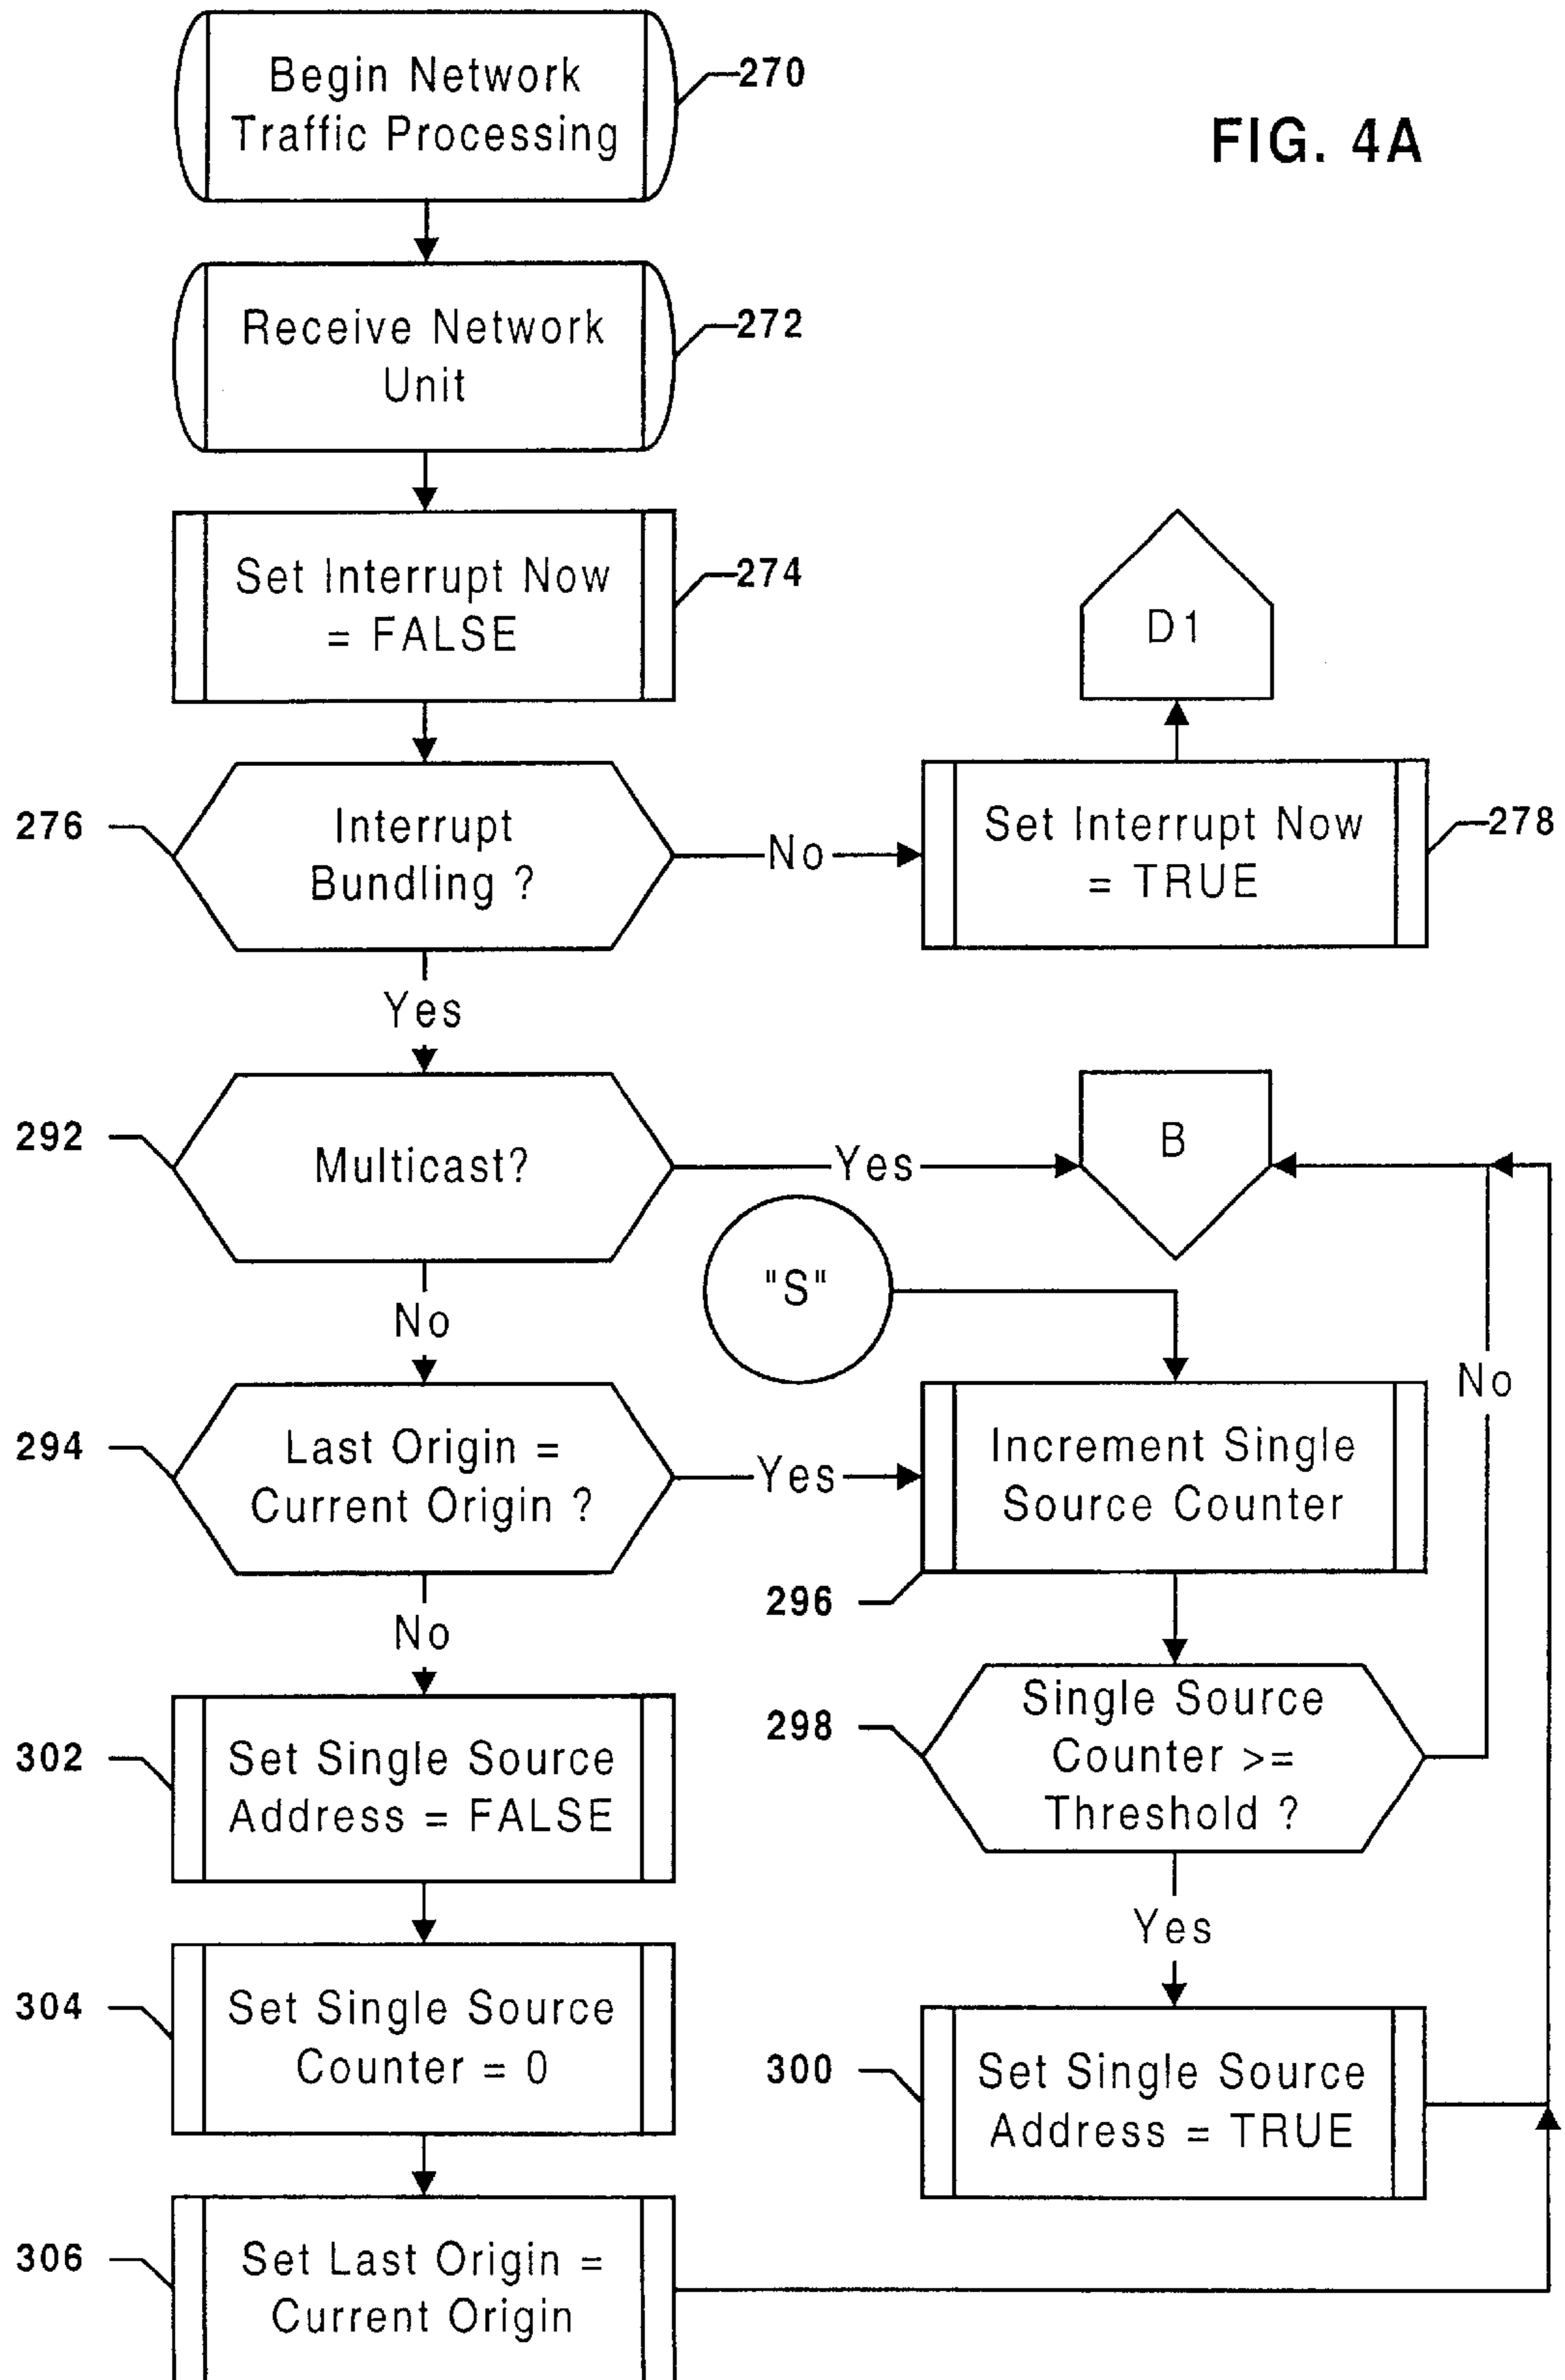 Begin Network
Traffic Processing
270
FIG. 4A
Receive Network
Unit
272
Set Interrupt Now
= FALSE
274
D1
276
Interrupt
Bundling ?
No
Set Interrupt Now
= TRUE
278
Yes
292
Multicast?
Yes
B
"S"
No
No
294
Last Origin =
Current Origin ?
Yes
Increment Single
Source Counter
296
No
298
Single Source
Counter >=
Threshold ?
302
Set Single Source
Address = FALSE
Yes
304
Set Single Source
Counter = 0
300
Set Single Source
Address = TRUE
306
Set Last Origin =
Current Origin